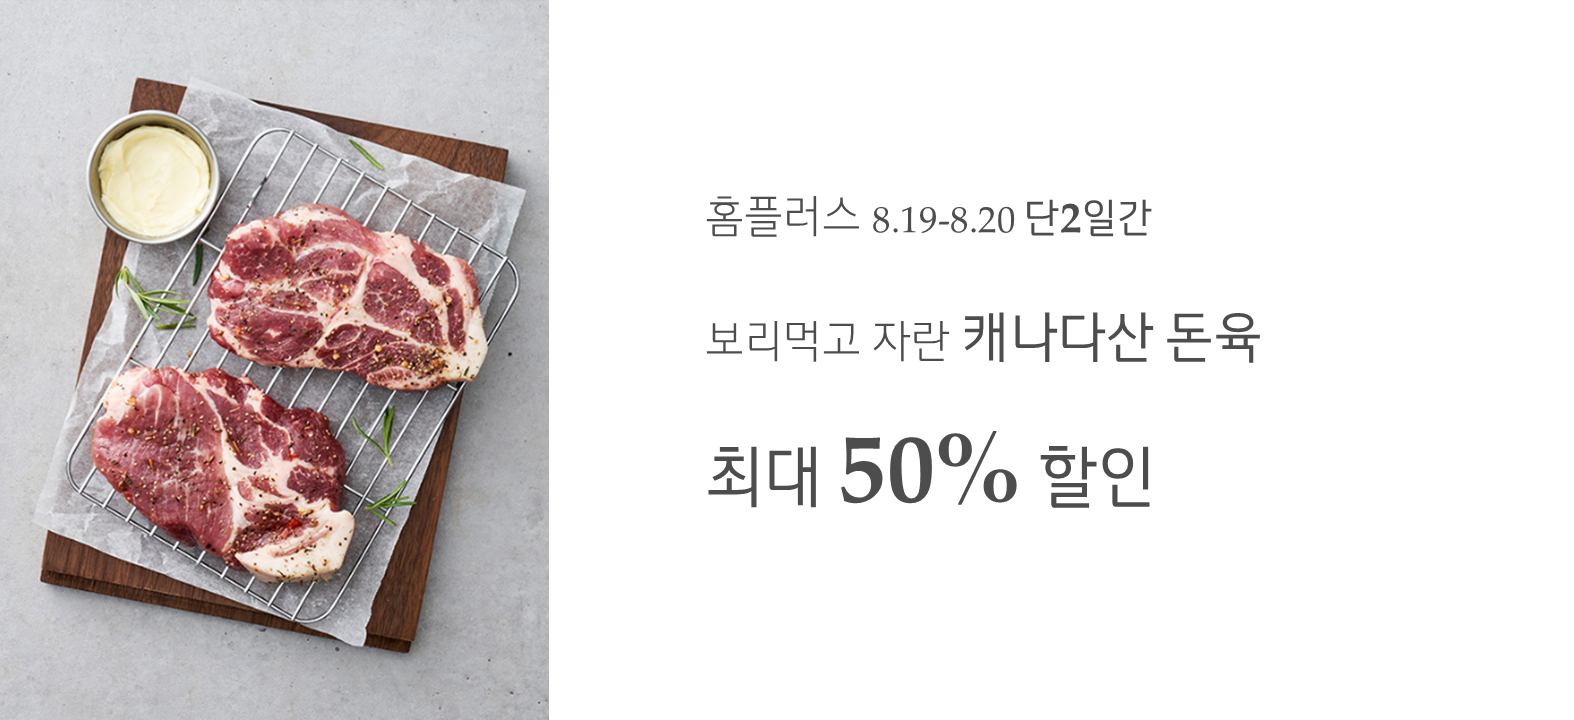 홈플러스 8.19-8.20 단2일간
보리먹고 자란 캐나다산 돈육
최대 50% 할인